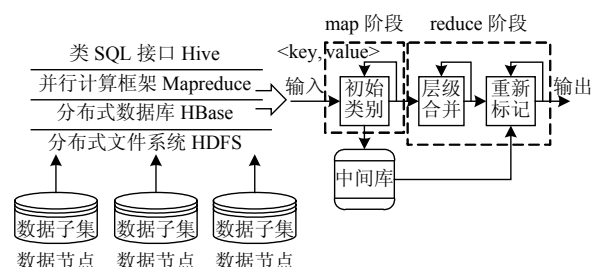 map 阶段
reduce 阶段
类 SQL 接口 Hive
<key,value>
并行计算框架 Mapreduce
输入
初始
类别
层级
合并
重新
标记
输出
分布式数据库 HBase
分布式文件系统 HDFS
中间库
数据子集
数据子集
数据子集
数据节点
数据节点
数据节点